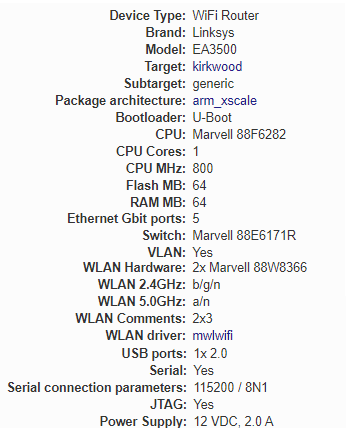 Device Type: WiFi Router
Brand: Linksys
Model: EA3500
Target: kirkwood
Subtarget: generic
Package architecture: arm_xscale
Bootloader: U-Boot
CPU: Marvell 88F6282
CPU Cores: 1
CPU MHz: 800
Flash MB: 64
RAM MB: 64
Ethernet Gbit ports: 5
Switch: Marvell 88E6171R
VLAN: Yes
WLAN Hardware: 2x Marvell 88W8366
WLAN 2.4GHz: b/g/n
WLAN 5.0GHz: a/n
WLAN Comments: 2x3
WLAN driver: mwlwifi
USB ports: 1x 2.0
Serial: Yes
Serial connection parameters: 115200 / 8N1
JTAG: Yes
Power Supply: 12 VDC, 2.0 A